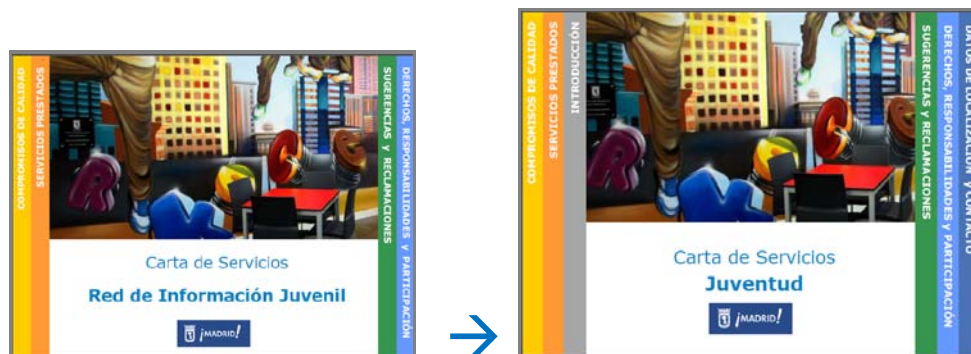 COMPROMISOS DE CALIDAD
SERVICIOS PRESTADOS
SUGERENCIAS y RECLAMACIONES
DERECHOS, RESPONSABILIDADES y PARTICIPACIÓN
Carta de Servicios
Red de Información Juvenil
¡MADRID!
COMPROMISOS DE CALIDAD
SERVICIOS PRESTADOS
INTRODUCCIÓN
SUGERENCIAS y RECLAMACIONES
DERECHOS, RESPONSABILIDADES y PARTICIPACIÓN
DATOS DE LOCALIZACIÓN y CONTACTO
Carta de Servicios
Juventud
¡MADRID!